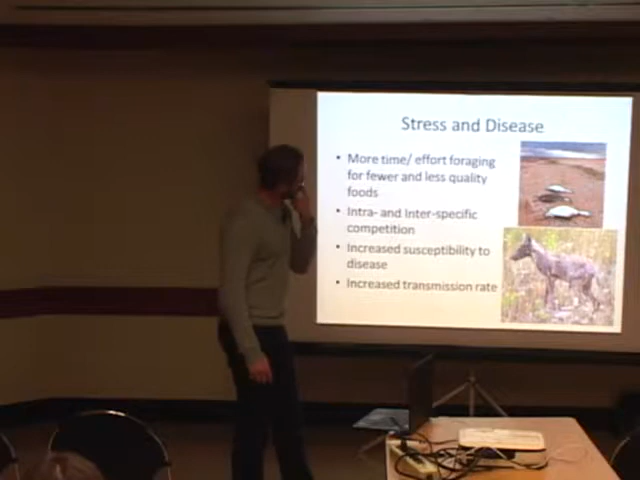 Stress and Disease
• More time/ effort foraging
for fewer and less quality
foods
• Intra- and Inter-specific
competition
• Increased susceptibility to
disease
• Increased transmission rate